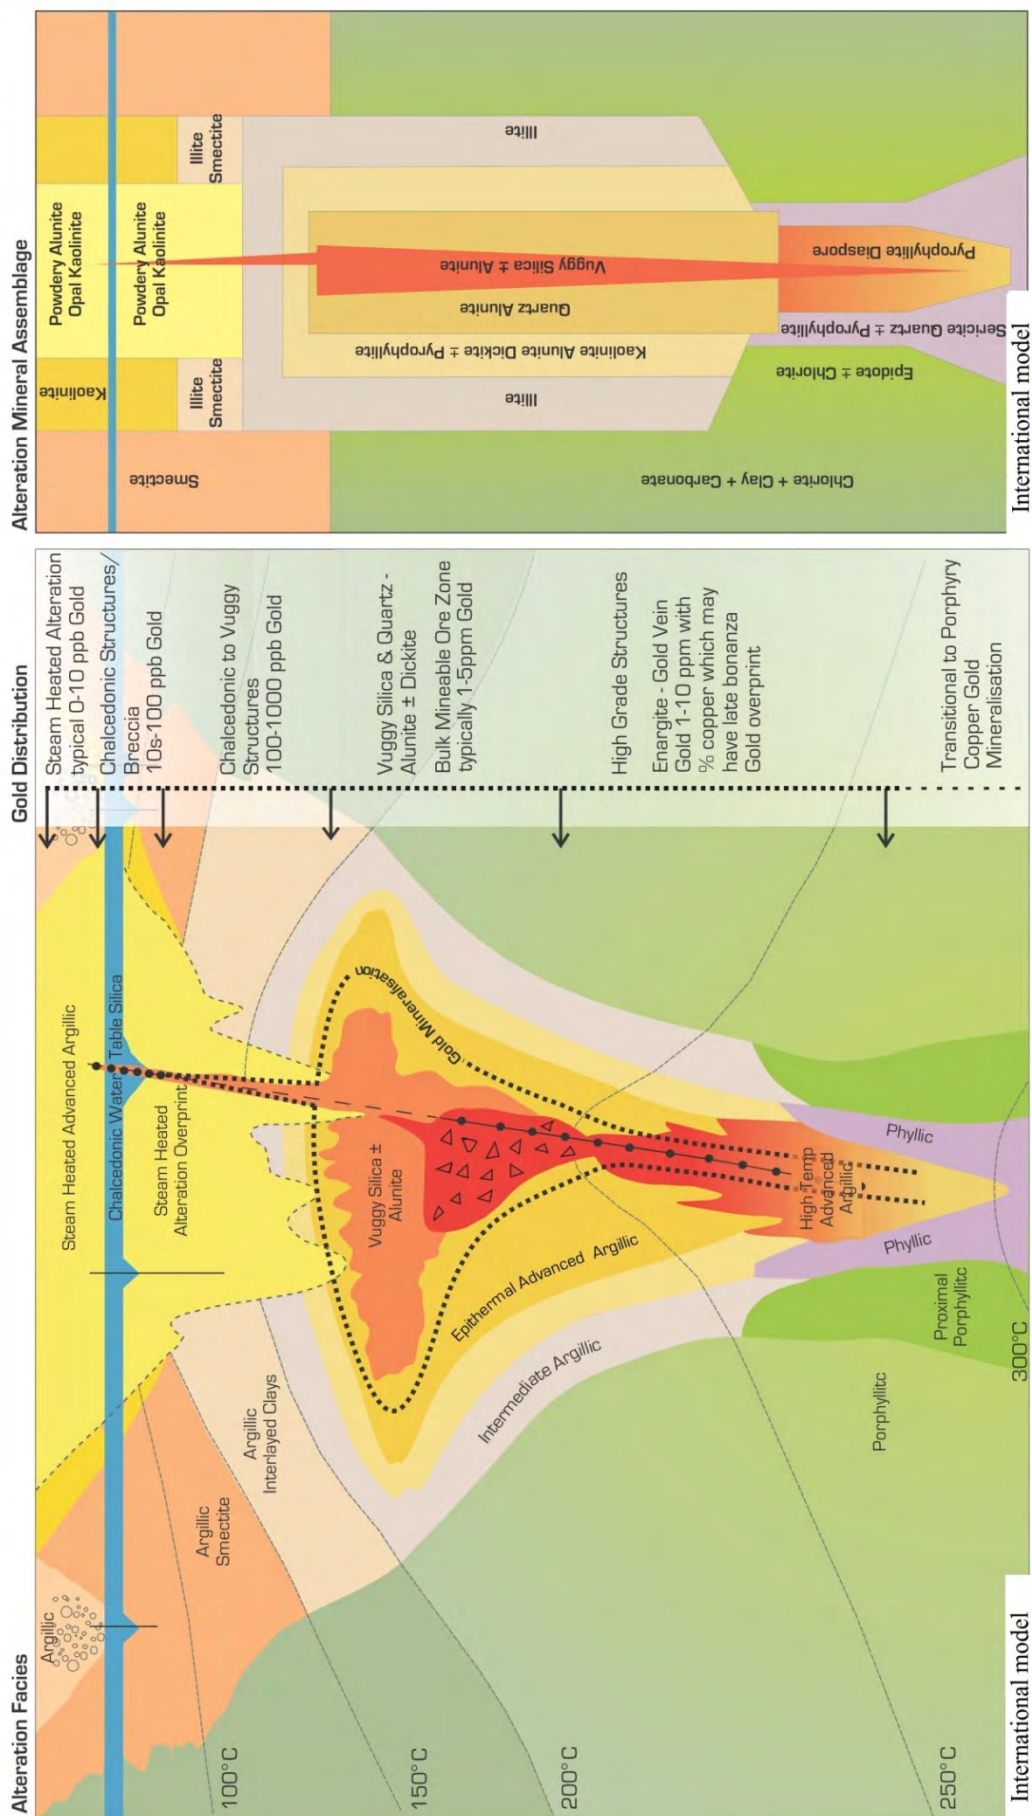 Alteration Facies
Argillic
Argillic
Smectite
Argillic
Interlayed Clays
Steam Heated Advanced Argillic
Chalcedonic Water Table Silica
Steam Heated
Alteration Overprint
Vuggy Silica ±
Alunite
Gold Mineralisation
Epithermal Advanced Argillic
Intermediate Argillic
High Temp
Advanced
Argillic
Phyllic
Phyllic
Proximal
Porphyllitc
Porphyllitc
100°C
150°C
200°C
250°C
300°C
International model
Gold Distribution
Steam Heated Alteration
typical 0-10 ppb Gold
Chalcedonic Structures/
Breccia
10s-100 ppb Gold
Chalcedonic to Vuggy
Structures
100-1000 ppb Gold
Vuggy Silica & Quartz -
Alunite ± Dickite
Bulk Mineable Ore Zone
typically 1-5ppm Gold
High Grade Structures
Enargite - Gold Vein
Gold 1-10 ppm with
% copper which may
have late bonanza
Gold overprint
Transitional to Porphyry
Copper Gold
Mineralisation
Alteration Mineral Assemblage
Smectite
Kaolinite
Powdery Alunite
Opal Kaolinite
Powdery Alunite
Opal Kaolinite
Illite
Smectite
Illite
Smectite
Illite
Illite
Kaolinite Alunite Dickite ± Pyrophyllite
Quartz Alunite
Vuggy Silica ± Alunite
Pyrophyllite Diaspore
Sericite Quartz ± Pyrophyllite
Epidote ± Chlorite
Chlorite + Clay + Carbonate
International model